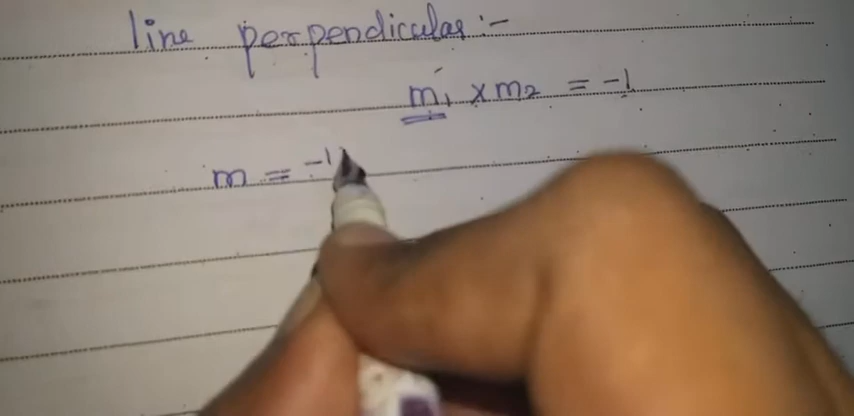 line perpendicular :-
m₁ × m₂ = -1
m = -1